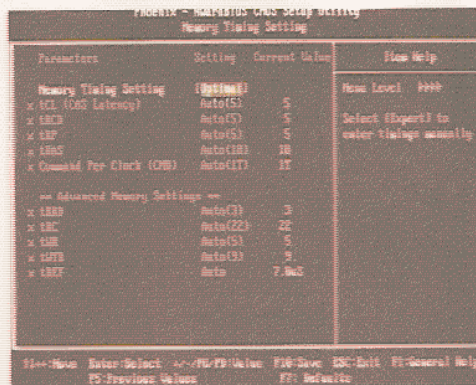 Phoenix - AwardBIOS CMOS Setup Utility
Memory Timing Setting
Parameters Setting Current Value Item Help
Memory Timing Setting [Optimal] Menu Level
x tCL (CAS Latency) Auto(5) 5
x tRCD Auto(5) 5
x tRP Auto(5) 5
x tRAS Auto(18) 18
x Command Per Clock (CMD) Auto(1T) 1T
Select [Expert] to
enter timings manually
== Advanced Memory Settings ==
x tRRD Auto(3) 3
x tRC Auto(22) 22
x tWR Auto(5) 5
x tWTR Auto(9) 9
x tREF Auto
:Move Enter:Select +/-/PU/PD:Value F10:Save ESC:Exit F1:General Help
F5:Previous Values F7: Defaults